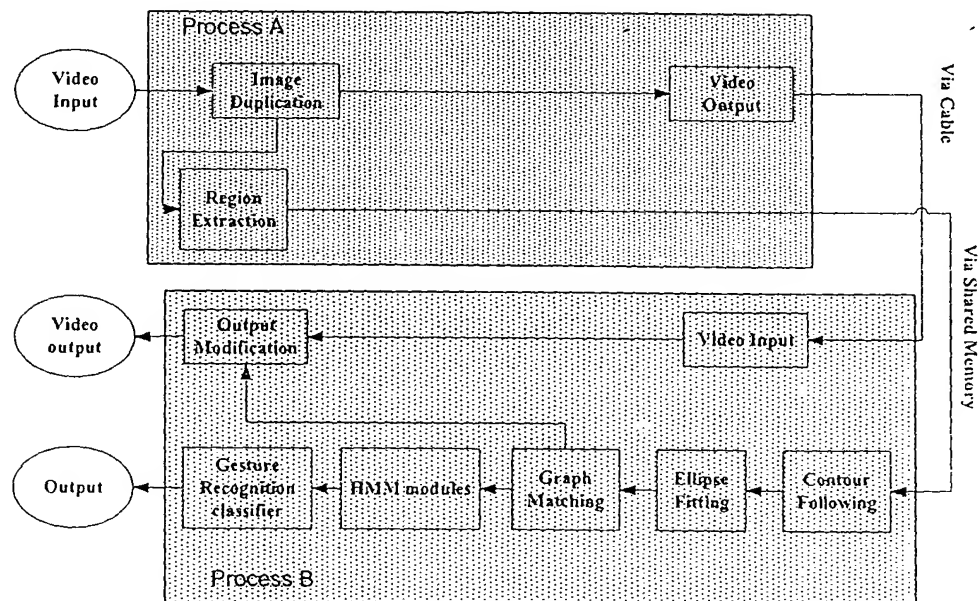 Process A
Video
Input
Image
Duplication
Video
Output
Via Cable
Region
Extraction
Via Shared Memory
Video
output
Output
Modification
Video Input
Output
Gesture
Recognition
classifier
HMM modules
Graph
Matching
Ellipse
Fitting
Contour
Following
Process B